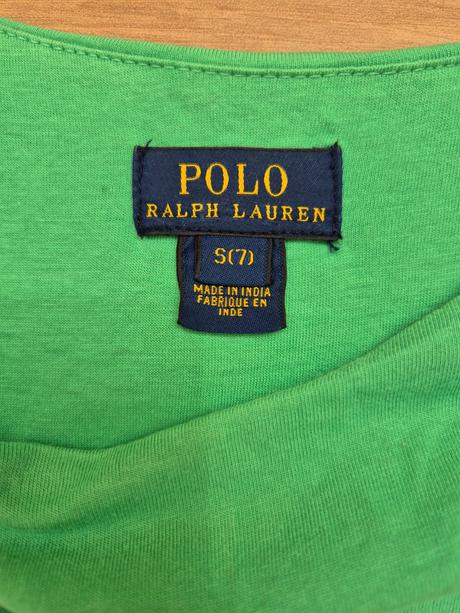 POLO
RALPH LAUREN
S(7)
MADE IN INDIA
FABRIQUE EN
INDE